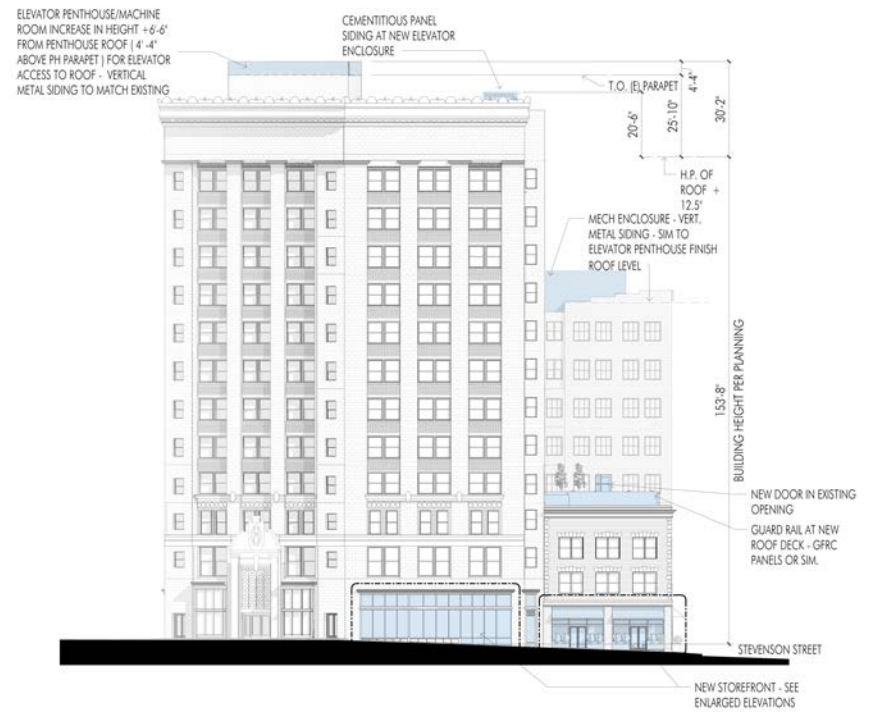 ELEVATOR PENTHOUSE/MACHINE
ROOM INCREASE IN HEIGHT +6'-6"
FROM PENTHOUSE ROOF ( 4' -4"
ABOVE PH PARAPET ) FOR ELEVATOR
ACCESS TO ROOF - VERTICAL
METAL SIDING TO MATCH EXISTING
CEMENTITIOUS PANEL
SIDING AT NEW ELEVATOR
ENCLOSURE
T.O. (E) PARAPET
4'-4"
20'-6"
25'-10"
30'-2"
H.P. OF
ROOF +
12.5"
MECH ENCLOSURE - VERT.
METAL SIDING - SIM TO
ELEVATOR PENTHOUSE FINISH
ROOF LEVEL
153'-8"
BUILDING HEIGHT PER PLANNING
NEW DOOR IN EXISTING
OPENING
GUARD RAIL AT NEW
ROOF DECK - GFRC
PANELS OR SIM.
STEVENSON STREET
NEW STOREFRONT - SEE
ENLARGED ELEVATIONS